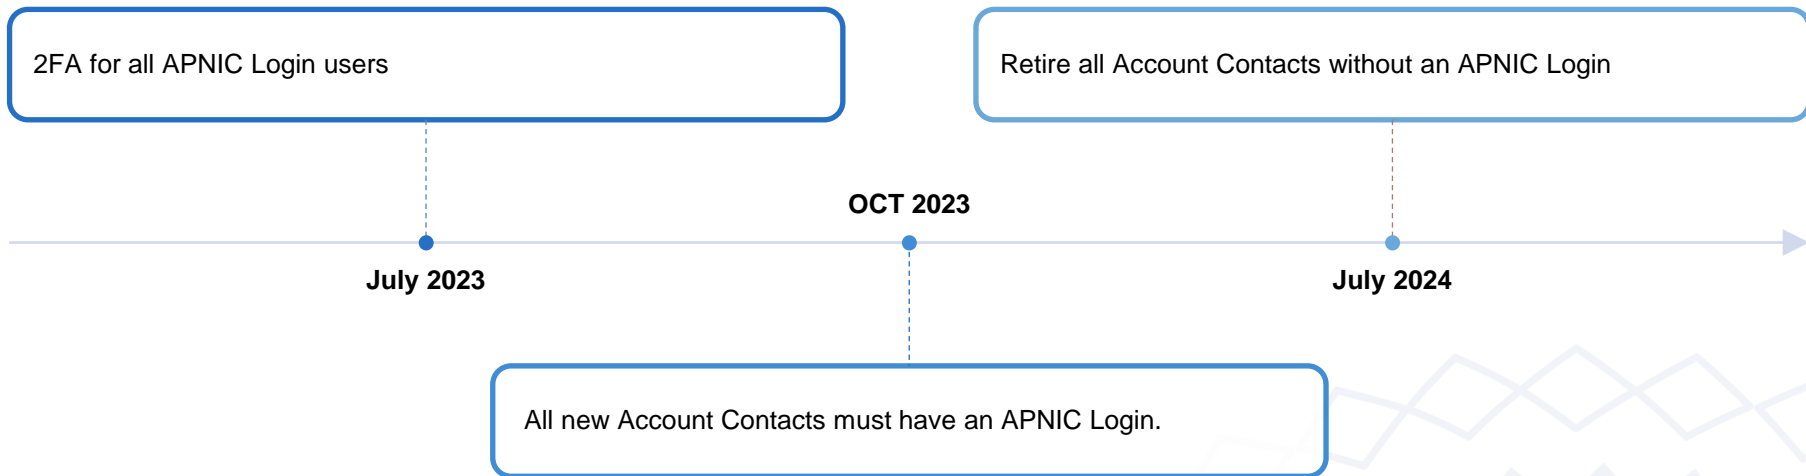 2FA for all APNIC Login users
Retire all Account Contacts without an APNIC Login
OCT 2023
July 2023
July 2024
All new Account Contacts must have an APNIC Login.